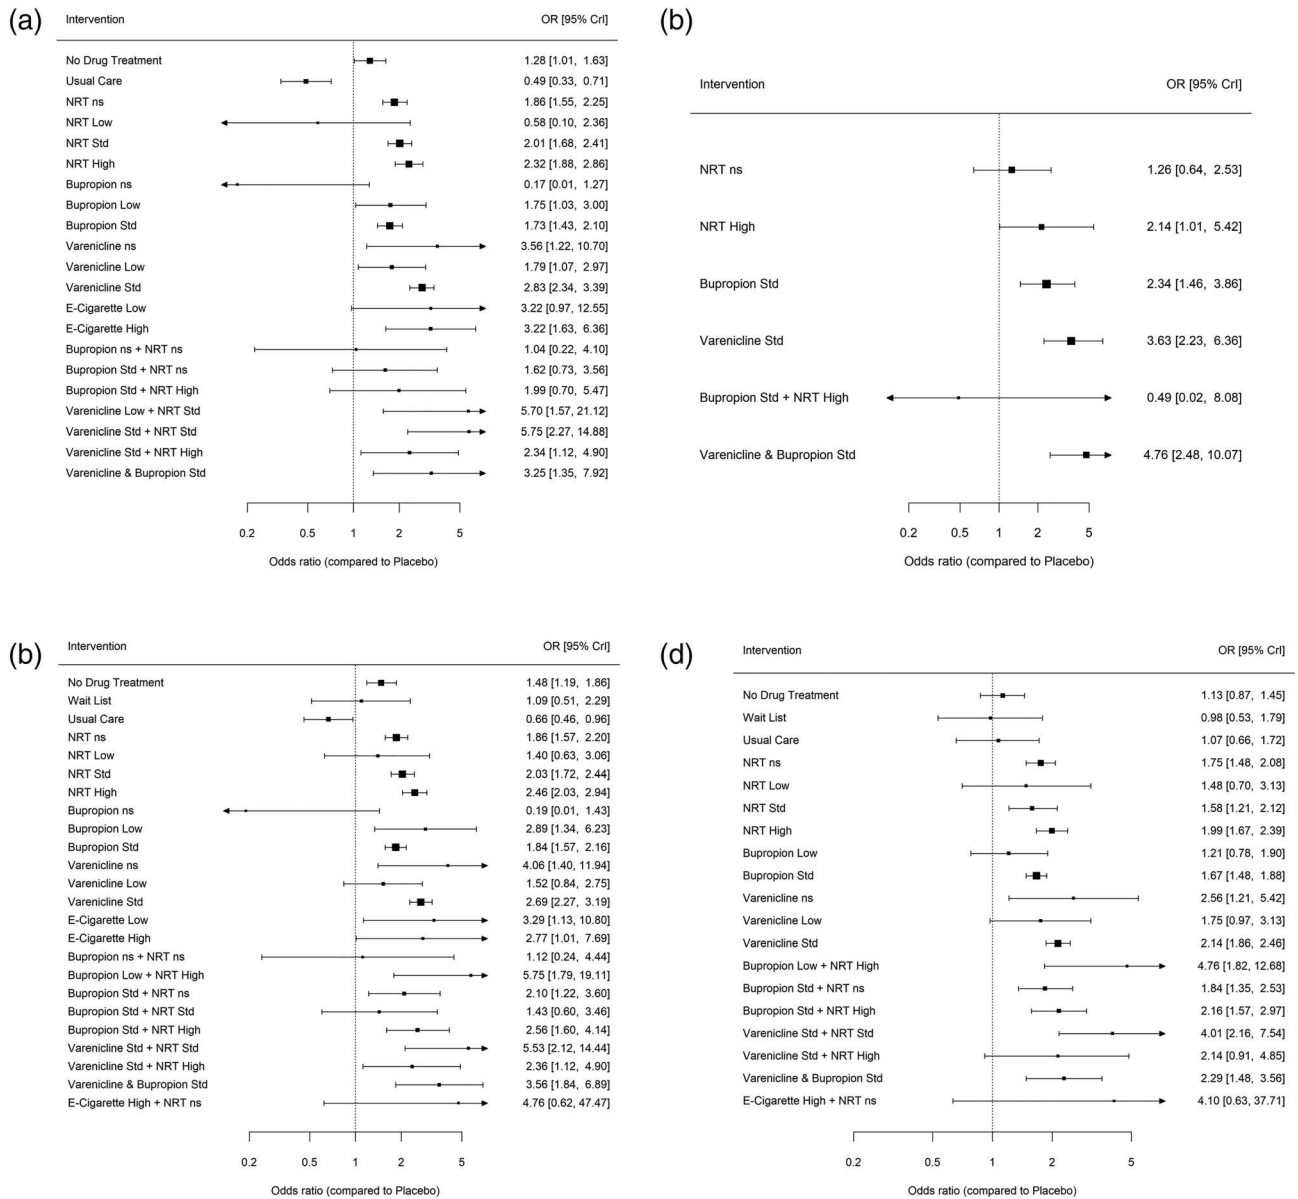 (a)
Intervention OR [95% CrI]
No Drug Treatment 1.28 [1.01, 1.63]
Usual Care 0.49 [0.33, 0.71]
NRT ns 1.86 [1.55, 2.25]
NRT Low 0.58 [0.10, 2.36]
NRT Std 2.01 [1.68, 2.41]
NRT High 2.32 [1.88, 2.86]
Bupropion ns 0.17 [0.01, 1.27]
Bupropion Low 1.75 [1.03, 3.00]
Bupropion Std 1.73 [1.43, 2.10]
Varenicline ns 3.56 [1.22, 10.70]
Varenicline Low 1.79 [1.07, 2.97]
Varenicline Std 2.83 [2.34, 3.39]
E-Cigarette Low 3.22 [0.97, 12.55]
E-Cigarette High 3.22 [1.63, 6.36]
Bupropion ns + NRT ns 1.04 [0.22, 4.10]
Bupropion Std + NRT ns 1.62 [0.73, 3.56]
Bupropion Std + NRT High 1.99 [0.70, 5.47]
Varenicline Low + NRT Std 5.70 [1.57, 21.12]
Varenicline Std + NRT Std 5.75 [2.27, 14.88]
Varenicline Std + NRT High 2.34 [1.12, 4.90]
Varenicline & Bupropion Std 3.25 [1.35, 7.92]
0.2 0.5 1 2 5
Odds ratio (compared to Placebo)
(b)
Intervention OR [95% CrI]
NRT ns 1.26 [0.64, 2.53]
NRT High 2.14 [1.01, 5.42]
Bupropion Std 2.34 [1.46, 3.86]
Varenicline Std 3.63 [2.23, 6.36]
Bupropion Std + NRT High 0.49 [0.02, 8.08]
Varenicline & Bupropion Std 4.76 [2.48, 10.07]
0.2 0.5 1 2 5
Odds ratio (compared to Placebo)
(b)
Intervention OR [95% CrI]
No Drug Treatment 1.48 [1.19, 1.86]
Wait List 1.09 [0.51, 2.29]
Usual Care 0.66 [0.46, 0.96]
NRT ns 1.86 [1.57, 2.20]
NRT Low 1.40 [0.63, 3.06]
NRT Std 2.03 [1.72, 2.44]
NRT High 2.46 [2.03, 2.94]
Bupropion ns 0.19 [0.01, 1.43]
Bupropion Low 2.89 [1.34, 6.23]
Bupropion Std 1.84 [1.57, 2.16]
Varenicline ns 4.06 [1.40, 11.94]
Varenicline Low 1.52 [0.84, 2.75]
Varenicline Std 2.69 [2.27, 3.19]
E-Cigarette Low 3.29 [1.13, 10.80]
E-Cigarette High 2.77 [1.01, 7.69]
Bupropion ns + NRT ns 1.12 [0.24, 4.44]
Bupropion Low + NRT High 5.75 [1.79, 19.11]
Bupropion Std + NRT ns 2.10 [1.22, 3.60]
Bupropion Std + NRT Std 1.43 [0.60, 3.46]
Bupropion Std + NRT High 2.56 [1.60, 4.14]
Varenicline Std + NRT Std 5.53 [2.12, 14.44]
Varenicline Std + NRT High 2.36 [1.12, 4.90]
Varenicline & Bupropion Std 3.56 [1.84, 6.89]
E-Cigarette High + NRT ns 4.76 [0.62, 47.47]
0.2 0.5 1 2 5
Odds ratio (compared to Placebo)
(d)
Intervention OR [95% CrI]
No Drug Treatment 1.13 [0.87, 1.45]
Wait List 0.98 [0.53, 1.79]
Usual Care 1.07 [0.66, 1.72]
NRT ns 1.75 [1.48, 2.08]
NRT Low 1.48 [0.70, 3.13]
NRT Std 1.58 [1.21, 2.12]
NRT High 1.99 [1.67, 2.39]
Bupropion Low 1.21 [0.78, 1.90]
Bupropion Std 1.67 [1.48, 1.88]
Varenicline ns 2.56 [1.21, 5.42]
Varenicline Low 1.75 [0.97, 3.13]
Varenicline Std 2.14 [1.86, 2.46]
Bupropion Low + NRT High 4.76 [1.82, 12.68]
Bupropion Std + NRT ns 1.84 [1.35, 2.53]
Bupropion Std + NRT High 2.16 [1.57, 2.97]
Varenicline Std + NRT Std 4.01 [2.16, 7.54]
Varenicline Std + NRT High 2.14 [0.91, 4.85]
Varenicline & Bupropion Std 2.29 [1.48, 3.56]
E-Cigarette High + NRT ns 4.10 [0.63, 37.71]
0.2 0.5 1 2 5
Odds ratio (compared to Placebo)